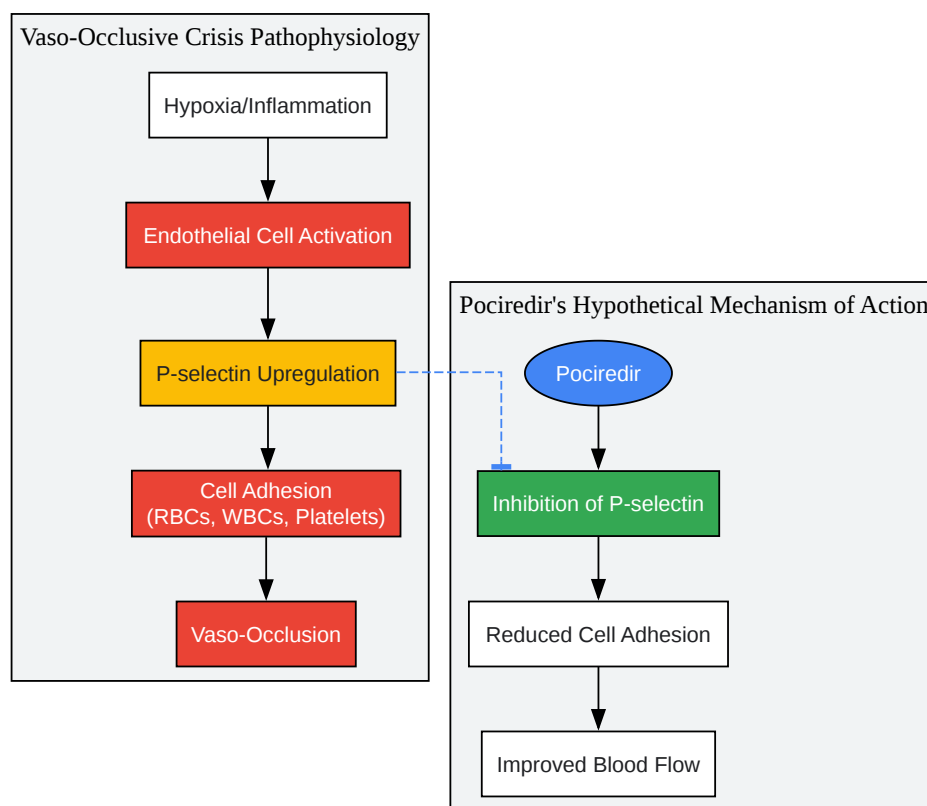 Vaso-Occlusive Crisis Pathophysiology
Hypoxia/Inflammation
Endothelial Cell Activation
P-selectin Upregulation
Cell Adhesion
(RBCs, WBCs, Platelets)
Vaso-Occlusion
Pociredir's Hypothetical Mechanism of Action
Pociredir
Inhibition of P-selectin
Reduced Cell Adhesion
Improved Blood Flow